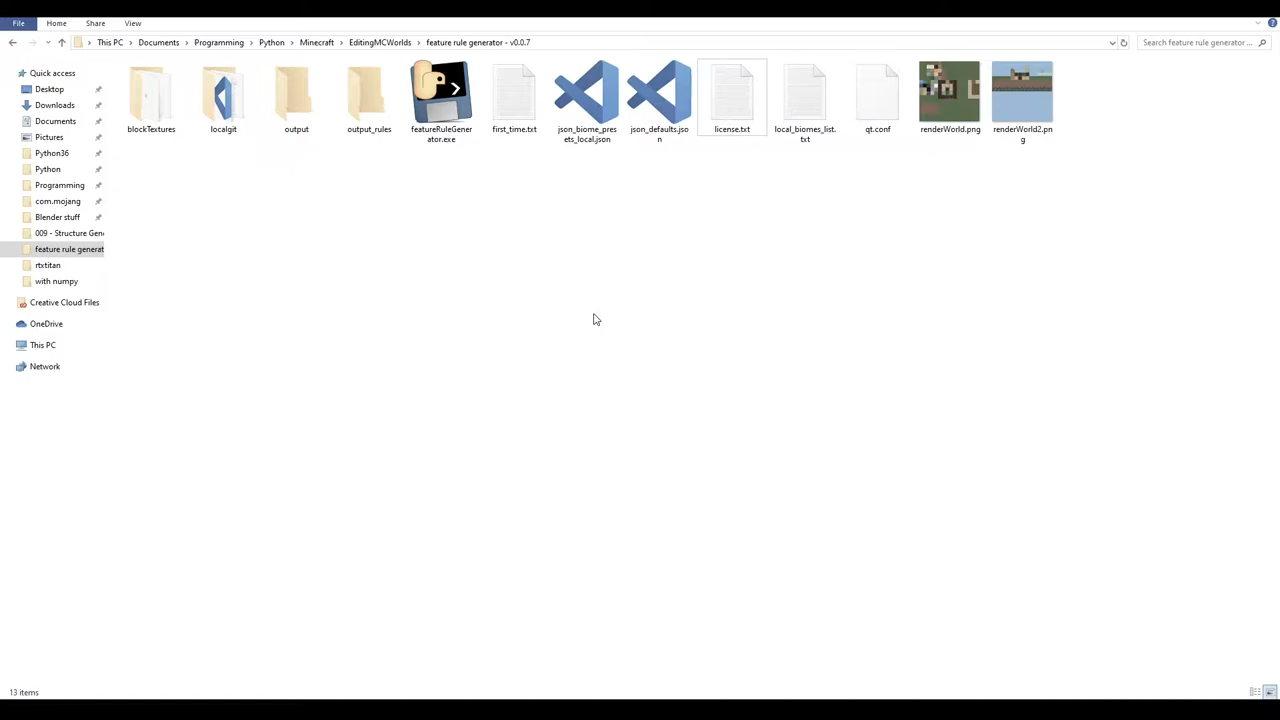 File Home Share View
This PC Documents Programming Python Minecraft EditingMCWorlds feature rule generator - v0.0.7 Search feature rule generator ...
Quick access
Desktop
Downloads
Documents
Pictures
Python36
Python
Programming
com.mojang
Blender stuff
009 - Structure Gene
feature rule generat
rtxtitan
with numpy
Creative Cloud Files
OneDrive
This PC
Network
blockTextures
localgit
output
output_rules
featureRuleGener
ator.exe
first_time.txt
json_biome_pres
ets_local.json
json_defaults.jso
n
license.txt
local_biomes_list.
txt
qt.conf
renderWorld.png
renderWorld2.pn
g
13 items